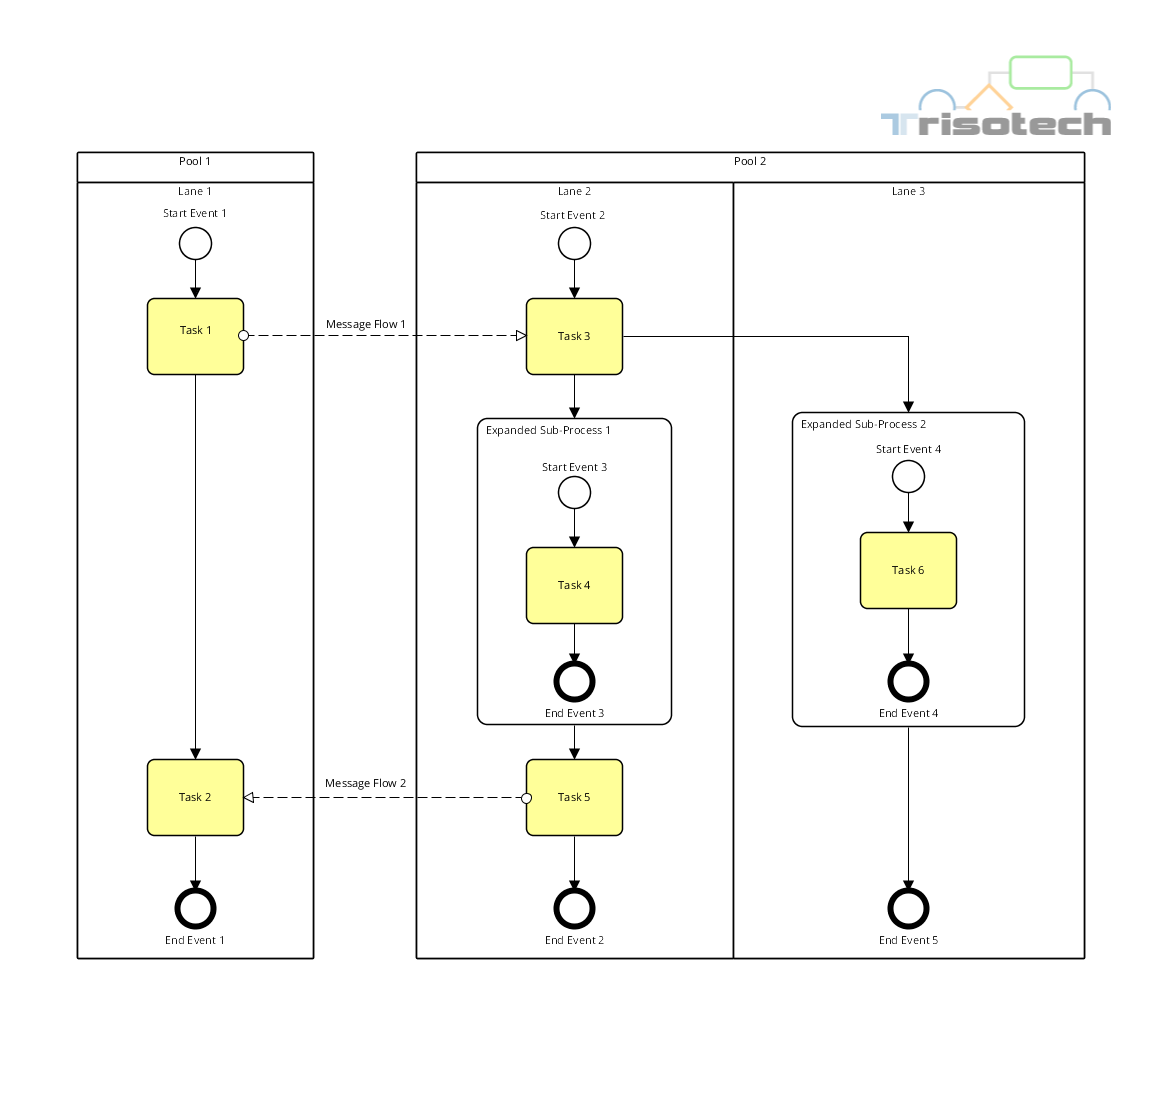 Trisotech
Pool 1
Pool 2
Lane 1
Lane 2
Lane 3
Start Event 1
Start Event 2
Task 1
Message Flow 1
Task 3
Expanded Sub-Process 1
Expanded Sub-Process 2
Start Event 3
Start Event 4
Task 4
Task 6
End Event 3
End Event 4
Task 2
Message Flow 2
Task 5
End Event 1
End Event 2
End Event 5